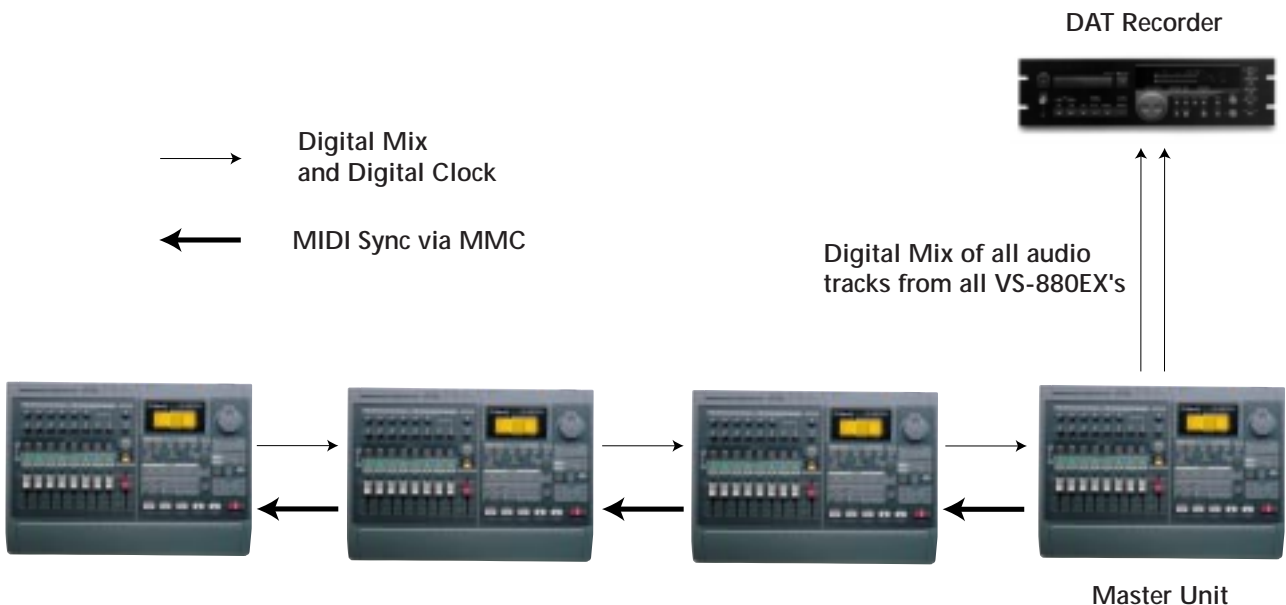 DAT Recorder
Digital Mix
and Digital Clock
MIDI Sync via MMC
Digital Mix of all audio
tracks from all VS-880EX's
Master Unit